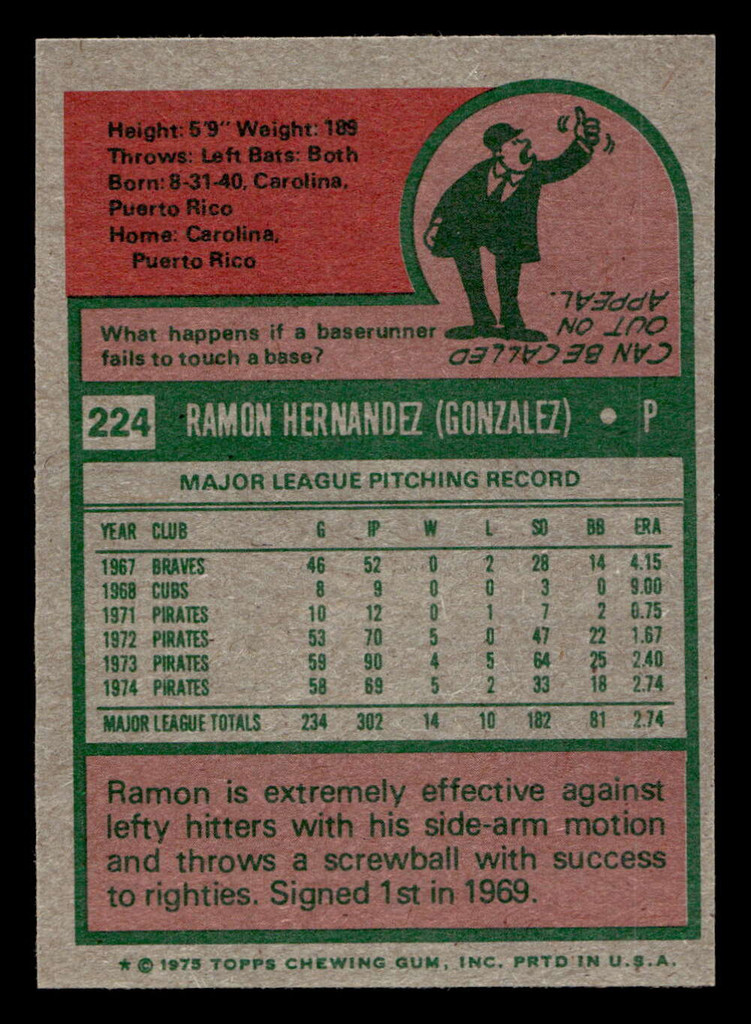 Height: 5'9" Weight: 189
Throws: Left Bats: Both
Born: 8-31-40, Carolina,
Puerto Rico
Home: Carolina,
Puerto Rico
What happens if a baserunner
fails to touch a base?
CAN BE CALLED
OUT ON
APPEAL.
224 RAMON HERNANDEZ (GONZALEZ) • P
MAJOR LEAGUE PITCHING RECORD
YEAR CLUB G IP W L SO BB ERA
1967 BRAVES 46 52 0 2 28 14 4.15
1968 CUBS 8 9 0 0 3 0 9.00
1971 PIRATES 10 12 0 1 7 2 0.75
1972 PIRATES- 53 70 5 0 47 22 1.67
1973 PIRATES 59 90 4 5 64 25 2.40
1974 PIRATES 58 69 5 2 33 18 2.74
MAJOR LEAGUE TOTALS 234 302 14 10 182 81 2.74
Ramon is extremely effective against
lefty hitters with his side-arm motion
and throws a screwball with success
to righties. Signed 1st in 1969.
* © 1975 TOPPS CHEWING GUM, INC. PRTD IN U.S.A.